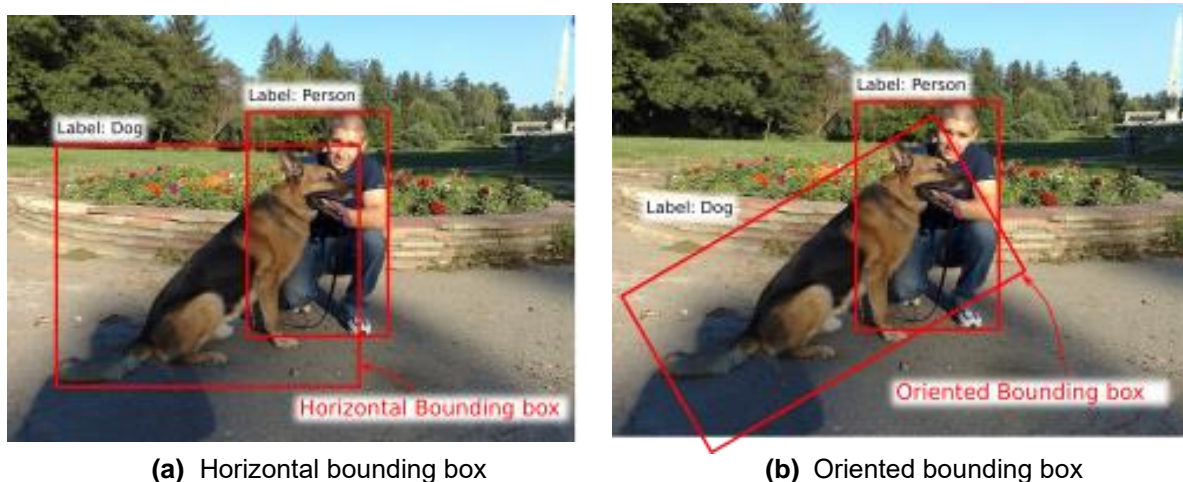 Label: Person
Label: Dog
Horizontal Bounding box
(a) Horizontal bounding box
Label: Person
Label: Dog
Oriented Bounding box
(b) Oriented bounding box